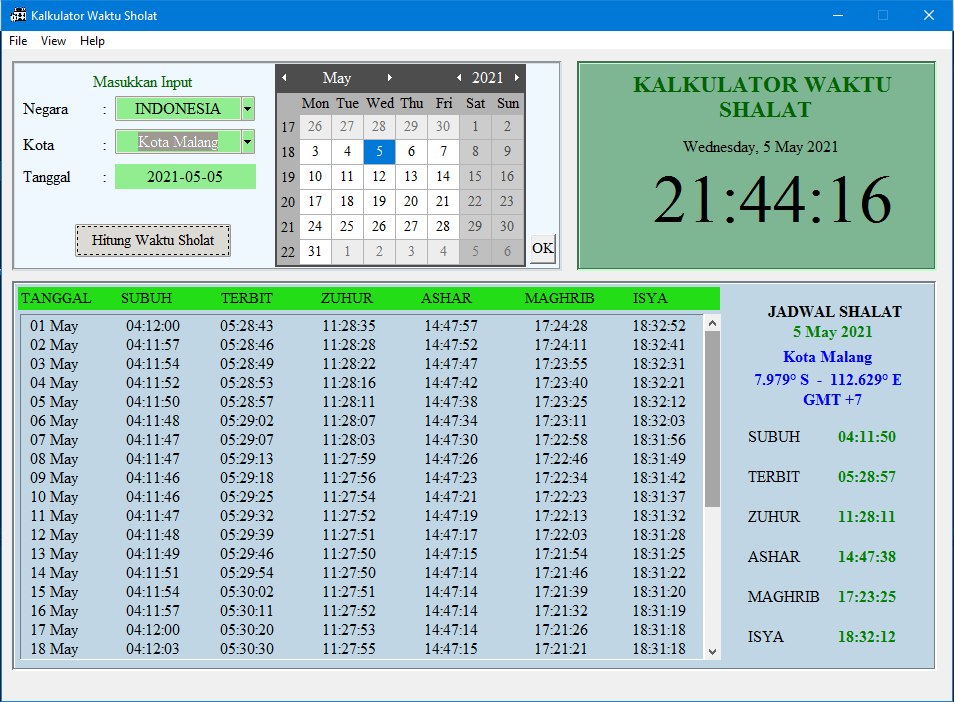 Kalkulator Waktu Sholat
File View Help
Masukkan Input
Negara : INDONESIA
Kota : Kota Malang
Tanggal : 2021-05-05
Hitung Waktu Sholat
May 2021
Mon Tue Wed Thu Fri Sat Sun
17 26 27 28 29 30 1 2
18 3 4 5 6 7 8 9
19 10 11 12 13 14 15 16
20 17 18 19 20 21 22 23
21 24 25 26 27 28 29 30
22 31 1 2 3 4 5 6
OK
KALKULATOR WAKTU
SHALAT
Wednesday, 5 May 2021
21:44:16
TANGGAL SUBUH TERBIT ZUHUR ASHAR MAGHRIB ISYA
01 May 04:12:00 05:28:43 11:28:35 14:47:57 17:24:28 18:32:52
02 May 04:11:57 05:28:46 11:28:28 14:47:52 17:24:11 18:32:41
03 May 04:11:54 05:28:49 11:28:22 14:47:47 17:23:55 18:32:31
04 May 04:11:52 05:28:53 11:28:16 14:47:42 17:23:40 18:32:21
05 May 04:11:50 05:28:57 11:28:11 14:47:38 17:23:25 18:32:12
06 May 04:11:48 05:29:02 11:28:07 14:47:34 17:23:11 18:32:03
07 May 04:11:47 05:29:07 11:28:03 14:47:30 17:22:58 18:31:56
08 May 04:11:47 05:29:13 11:27:59 14:47:26 17:22:46 18:31:49
09 May 04:11:46 05:29:18 11:27:56 14:47:23 17:22:34 18:31:42
10 May 04:11:46 05:29:25 11:27:54 14:47:21 17:22:23 18:31:37
11 May 04:11:47 05:29:32 11:27:52 14:47:19 17:22:13 18:31:32
12 May 04:11:48 05:29:39 11:27:51 14:47:17 17:22:03 18:31:28
13 May 04:11:49 05:29:46 11:27:50 14:47:15 17:21:54 18:31:25
14 May 04:11:51 05:29:54 11:27:50 14:47:14 17:21:46 18:31:22
15 May 04:11:54 05:30:02 11:27:51 14:47:14 17:21:39 18:31:20
16 May 04:11:57 05:30:11 11:27:52 14:47:14 17:21:32 18:31:19
17 May 04:12:00 05:30:20 11:27:53 14:47:14 17:21:26 18:31:18
18 May 04:12:03 05:30:30 11:27:55 14:47:15 17:21:21 18:31:18
JADWAL SHALAT
5 May 2021
Kota Malang
7.979° S - 112.629° E
GMT +7
SUBUH 04:11:50
TERBIT 05:28:57
ZUHUR 11:28:11
ASHAR 14:47:38
MAGHRIB 17:23:25
ISYA 18:32:12